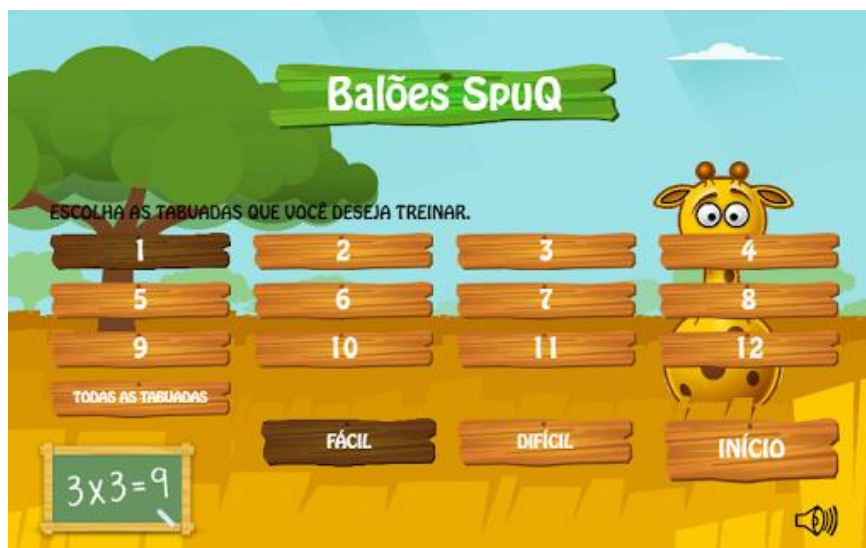 Balões SpuQ
ESCOLHA AS TABUADAS QUE VOCÊ DESEJA TREINAR.
1 2 3 4
5 6 7 8
9 10 11 12
TODAS AS TABUADAS
FÁCIL DIFÍCIL INÍCIO
3x3=9